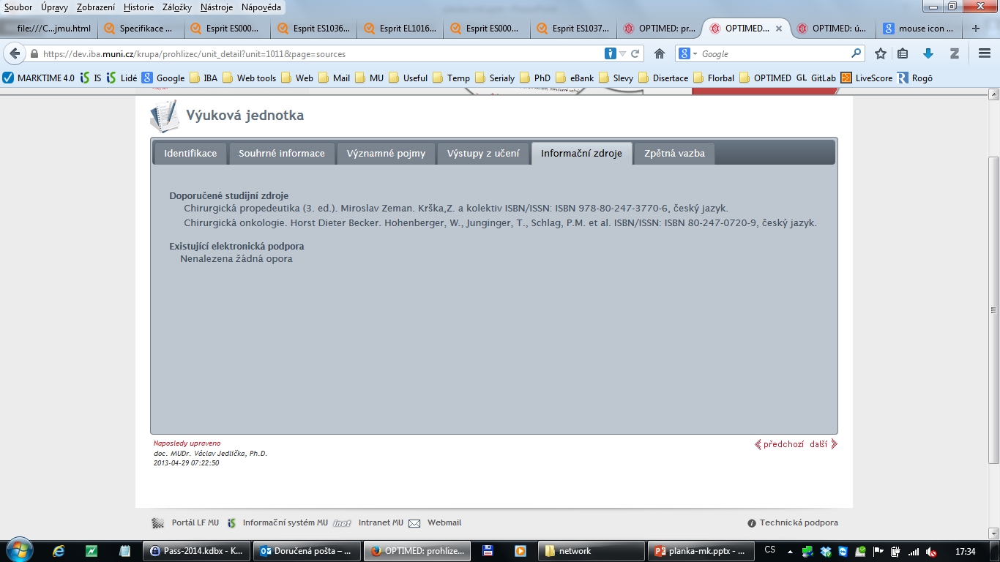 Soubor Úpravy Zobrazení Historie Záložky Nástroje Nápověda
file:///C...jmu.html Specifikace ... Esprit ES000... Esprit ES1036... Esprit EL1016... Esprit ES000... Esprit ES1037... OPTIMED: pr... OPTIMED... OPTIMED: ú... mouse icon ...
https://dev.iba.muni.cz/krupa/prohlizec/unit_detail?unit=1011&page=sources Google
MARKTIME 4.0 IS Lidé Google IBA Web tools Web Mail MU Useful Temp Serialy PhD eBank Slevy Disertace Florbal OPTIMED GL GitLab LiveScore Rogō
Výuková jednotka
Identifikace Souhrné informace Významné pojmy Výstupy z učení Informační zdroje Zpětná vazba
Doporučené studijní zdroje
Chirurgická propedeutika (3. ed.). Miroslav Zeman. Krška,Z. a kolektiv ISBN/ISSN: ISBN 978-80-247-3770-6, český jazyk.
Chirurgická onkologie. Horst Dieter Becker. Hohenberger, W., Junginger, T., Schlag, P.M. et al. ISBN/ISSN: ISBN 80-247-0720-9, český jazyk.
Existující elektronická podpora
Nenalezena žádná opora
Naposledy upraveno
doc. MUDr. Václav Jedlička, Ph.D.
2013-04-29 07:22:50
předchozí další
Portál LF MU Informační systém MU inet Intranet MU Webmail Technická podpora
Pass-2014.kdbx - K... Doručená pošta – ... OPTIMED: prohlíze... network planka-mk.pptx - ... CS 17:34